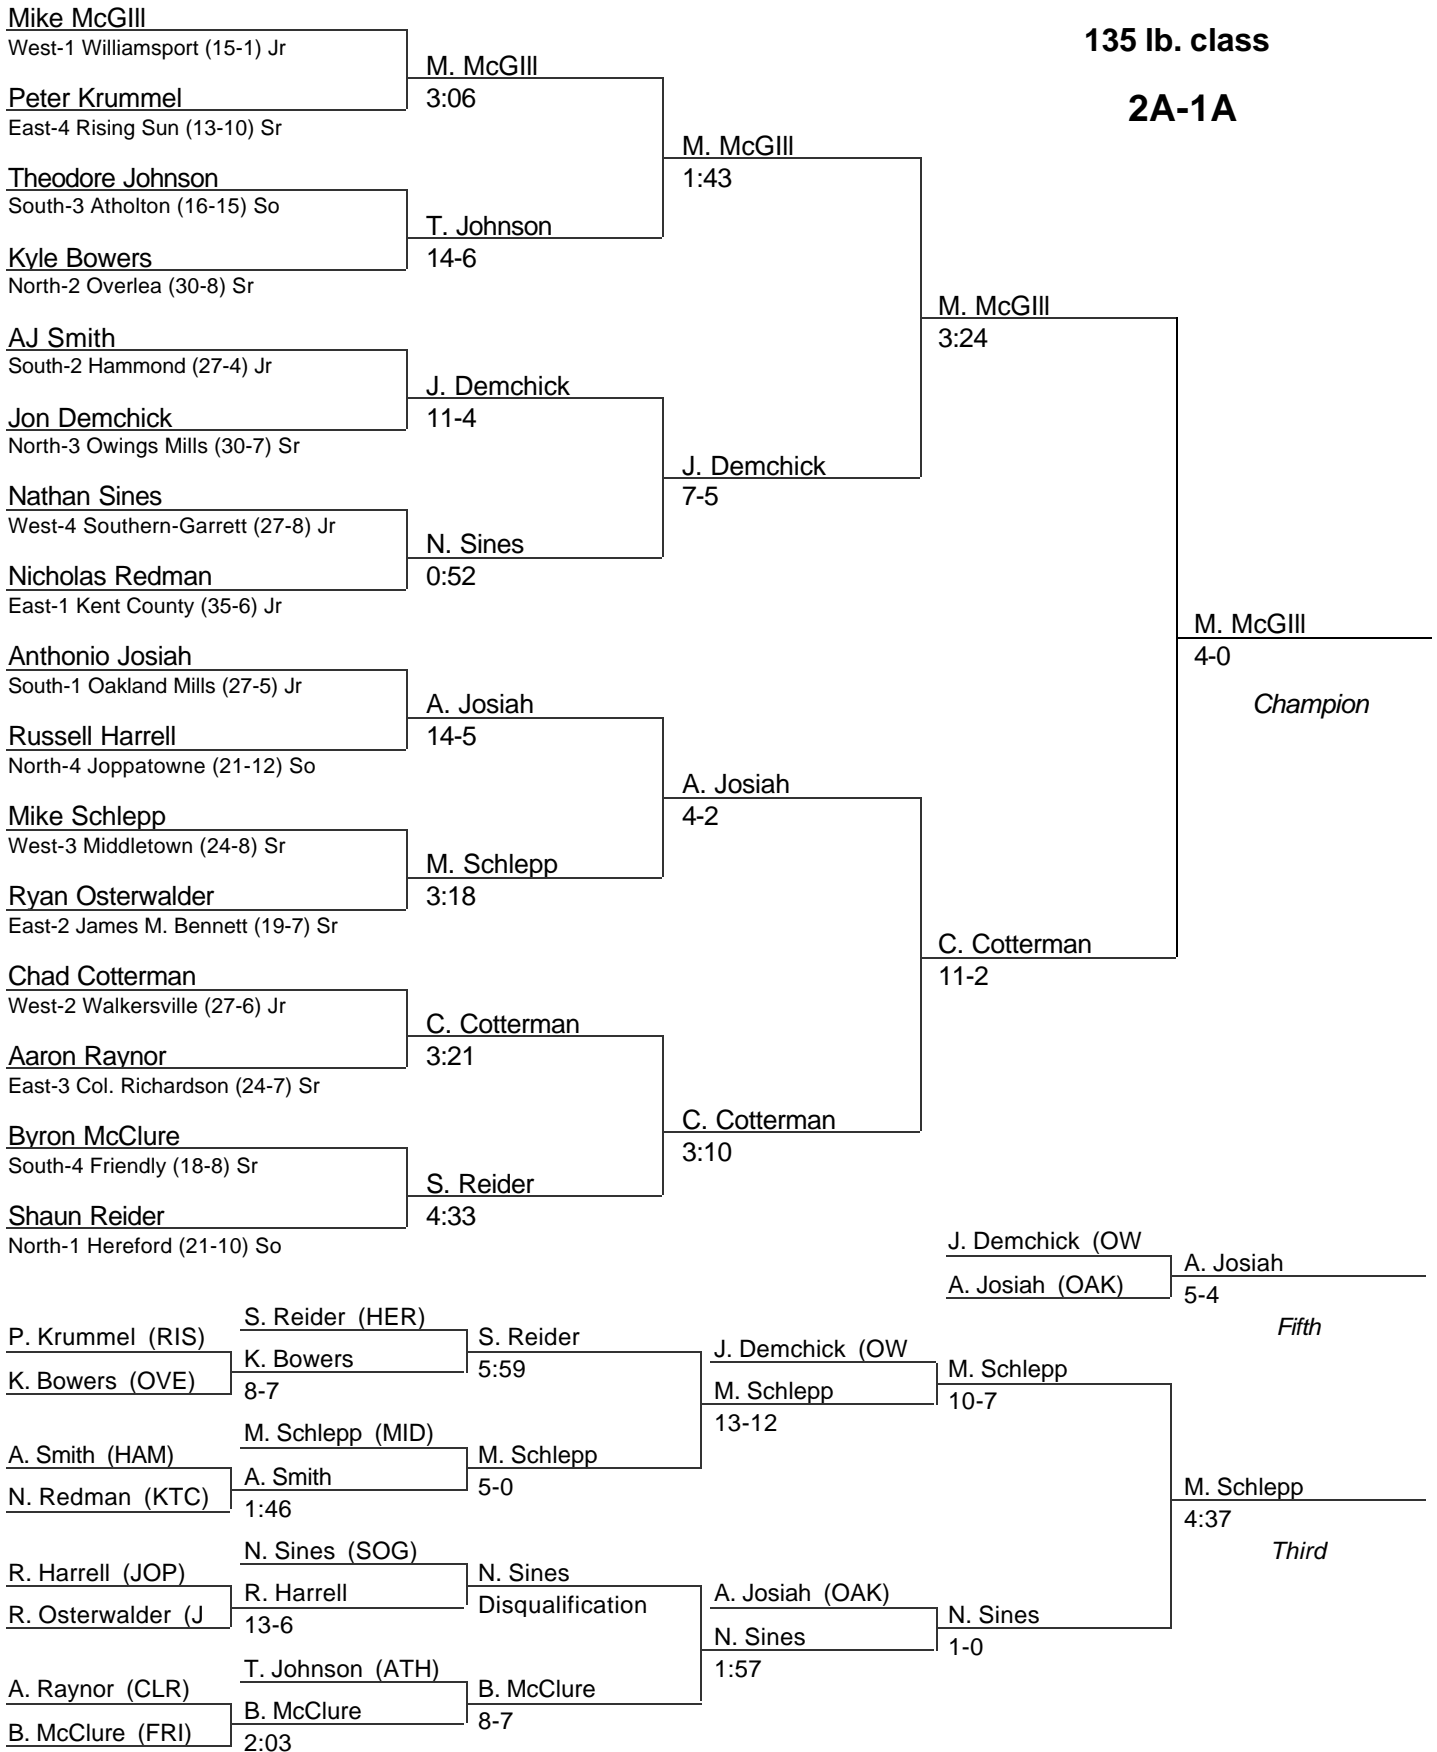 Mike McGIll
West-1 Williamsport (15-1) Jr
135 lb. class
M. McGIll
3:06
Peter Krummel
East-4 Rising Sun (13-10) Sr
2A-1A
M. McGIll
1:43
Theodore Johnson
South-3 Atholton (16-15) So
T. Johnson
14-6
Kyle Bowers
North-2 Overlea (30-8) Sr
M. McGIll
3:24
AJ Smith
South-2 Hammond (27-4) Jr
J. Demchick
11-4
Jon Demchick
North-3 Owings Mills (30-7) Sr
J. Demchick
7-5
Nathan Sines
West-4 Southern-Garrett (27-8) Jr
N. Sines
0:52
Nicholas Redman
East-1 Kent County (35-6) Jr
M. McGIll
4-0
Champion
Anthonio Josiah
South-1 Oakland Mills (27-5) Jr
A. Josiah
14-5
Russell Harrell
North-4 Joppatowne (21-12) So
A. Josiah
4-2
Mike Schlepp
West-3 Middletown (24-8) Sr
M. Schlepp
3:18
Ryan Osterwalder
East-2 James M. Bennett (19-7) Sr
C. Cotterman
11-2
Chad Cotterman
West-2 Walkersville (27-6) Jr
C. Cotterman
3:21
Aaron Raynor
East-3 Col. Richardson (24-7) Sr
C. Cotterman
3:10
Byron McClure
South-4 Friendly (18-8) Sr
S. Reider
4:33
Shaun Reider
North-1 Hereford (21-10) So
J. Demchick (OW
A. Josiah (OAK)
A. Josiah
5-4
Fifth
P. Krummel (RIS)
K. Bowers (OVE)
S. Reider (HER)
K. Bowers
8-7
S. Reider
5:59
J. Demchick (OW
M. Schlepp
13-12
M. Schlepp
10-7
A. Smith (HAM)
N. Redman (KTC)
M. Schlepp (MID)
A. Smith
1:46
M. Schlepp
5-0
M. Schlepp
4:37
Third
R. Harrell (JOP)
R. Osterwalder (J
N. Sines (SOG)
R. Harrell
13-6
N. Sines
Disqualification
A. Josiah (OAK)
N. Sines
1:57
N. Sines
1-0
A. Raynor (CLR)
B. McClure (FRI)
T. Johnson (ATH)
B. McClure
2:03
B. McClure
8-7